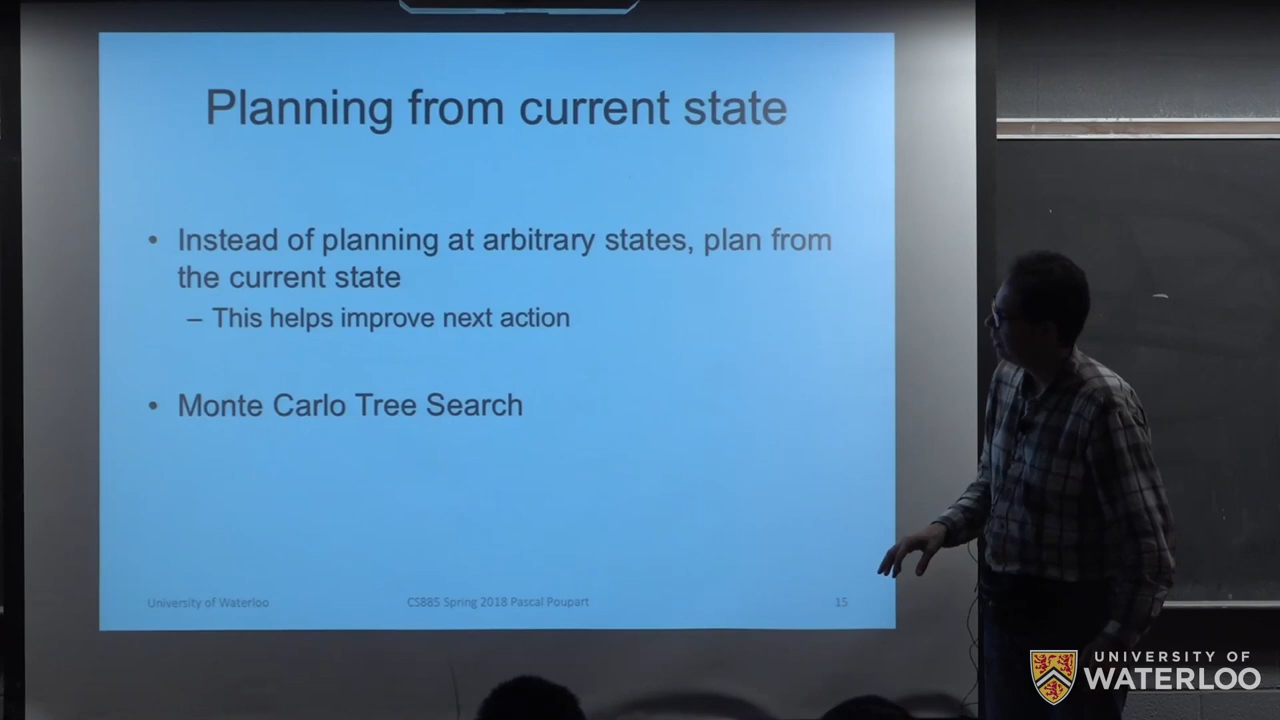 Planning from current state
• Instead of planning at arbitrary states, plan from
the current state
– This helps improve next action
• Monte Carlo Tree Search
University of Waterloo
CS885 Spring 2018 Pascal Poupart
15
UNIVERSITY OF
WATERLOO